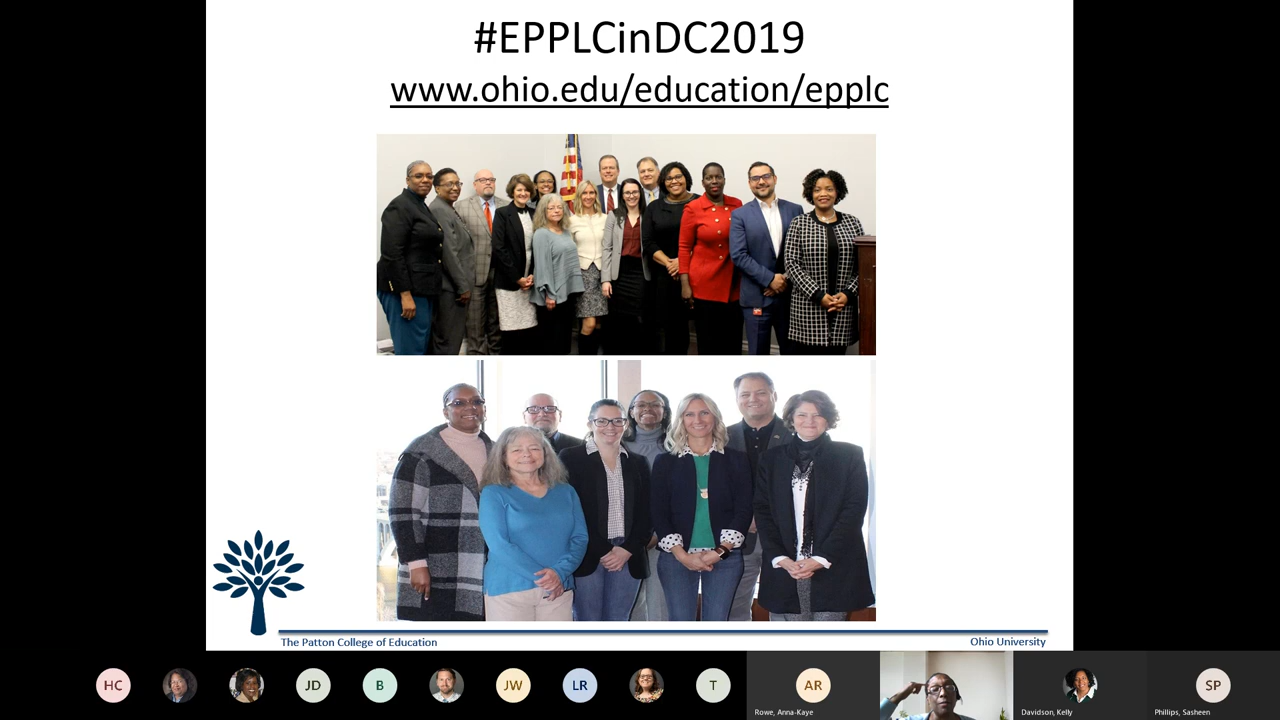 #EPPLCinDC2019
www.ohio.edu/education/epplc
The Patton College of Education
Ohio University
HC
JD
B
JW
LR
T
AR
SP
Rowe, Anna-Kaye
Davidson, Kelly
Phillips, Sasheen